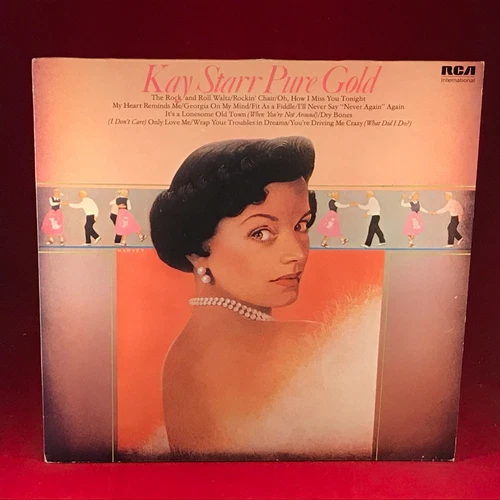 RCA
International
Kay Starr Pure Gold
The Rock and Roll Waltz/Rockin' Chair/Oh, How I Miss You Tonight
My Heart Reminds Me/Georgia On My Mind/Fit As a Fiddle/I'll Never Say "Never Again" Again
It's a Lonesome Old Town (When You're Not Around)/Dry Bones
(I Don't Care) Only Love Me/Wrap Your Troubles in Dreams/You're Driving Me Crazy (What Did I Do?)